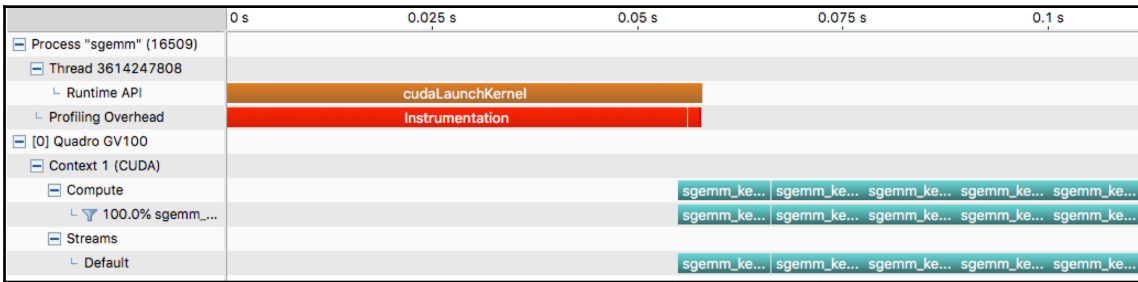 0 s 0.025 s 0.05 s 0.075 s 0.1 s
Process "sgemm" (16509)
Thread 3614247808
Runtime API cudaLaunchKernel
Profiling Overhead Instrumentation
[0] Quadro GV100
Context 1 (CUDA)
Compute sgemm_ke... sgemm_ke... sgemm_ke... sgemm_ke... sgemm_ke...
100.0% sgemm_... sgemm_ke... sgemm_ke... sgemm_ke... sgemm_ke... sgemm_ke...
Streams
Default sgemm_ke... sgemm_ke... sgemm_ke... sgemm_ke... sgemm_ke...